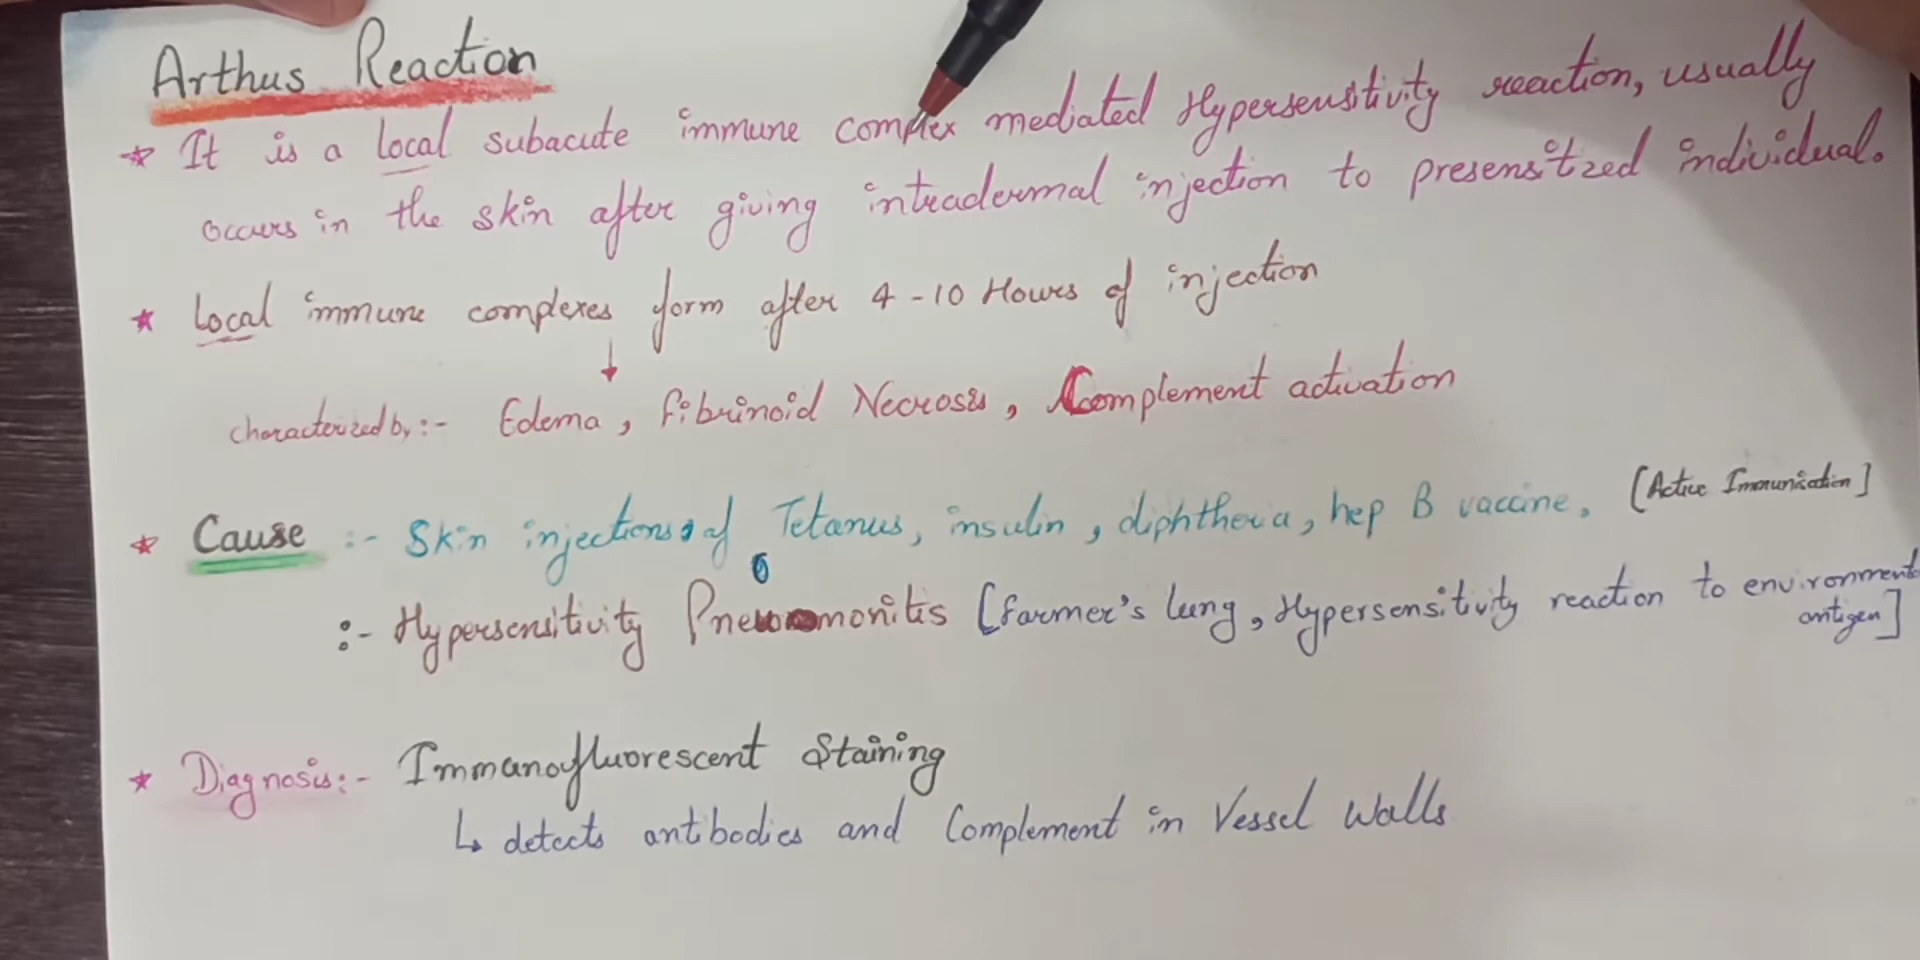 Arthus Reaction
* It is a local subacute immune complex mediated Hypersensitivity reaction, usually
occurs in the skin after giving intradermal injection to presensitized individual.
* Local immune complexes form after 4-10 Hours of injection
↓
characterized by:- Edema, fibrinoid Necrosis, Complement activation
* Cause :- Skin injections of Tetanus, insulin, diphtheria, hep B vaccine. [Active Immunisation]
:- Hypersensitivity Pneumonitis [farmer's lung, Hypersensitivity reaction to environment
antigen]
* Diagnosis:- Immunofluorescent Staining
↳ detects antibodies and Complement in Vessel Walls